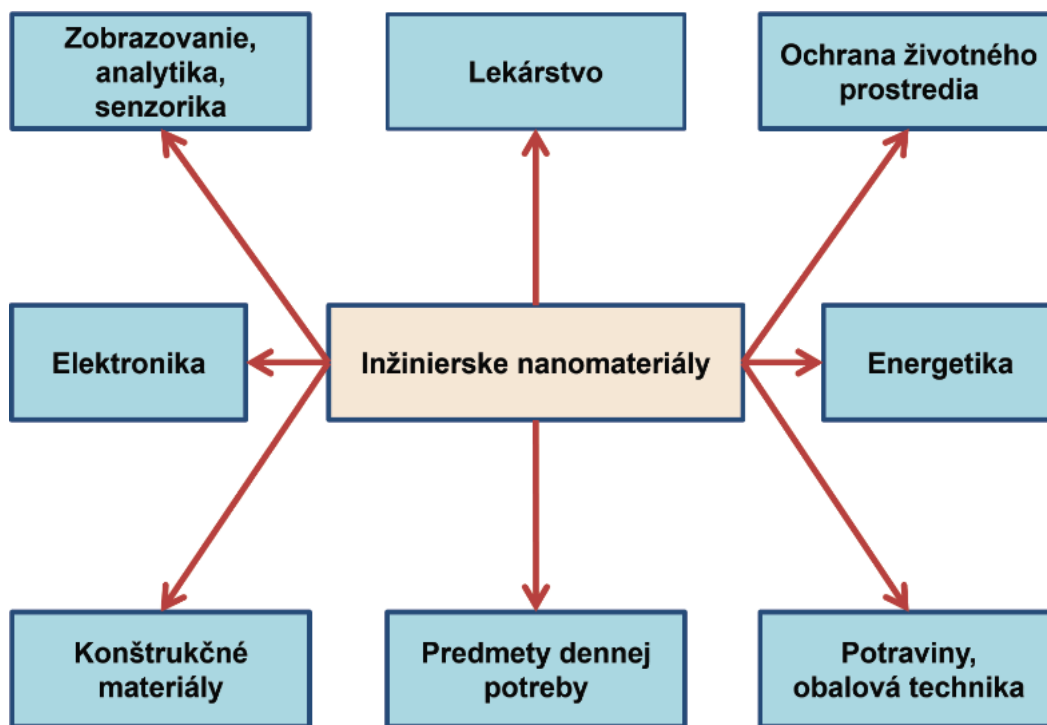 Zobrazovanie,
analytika,
senzorika
Lekárstvo
Ochrana životného
prostredia
Elektronika
Inžinierske nanomateriály
Energetika
Konštrukčné
materiály
Predmety dennej
potreby
Potraviny,
obalová technika